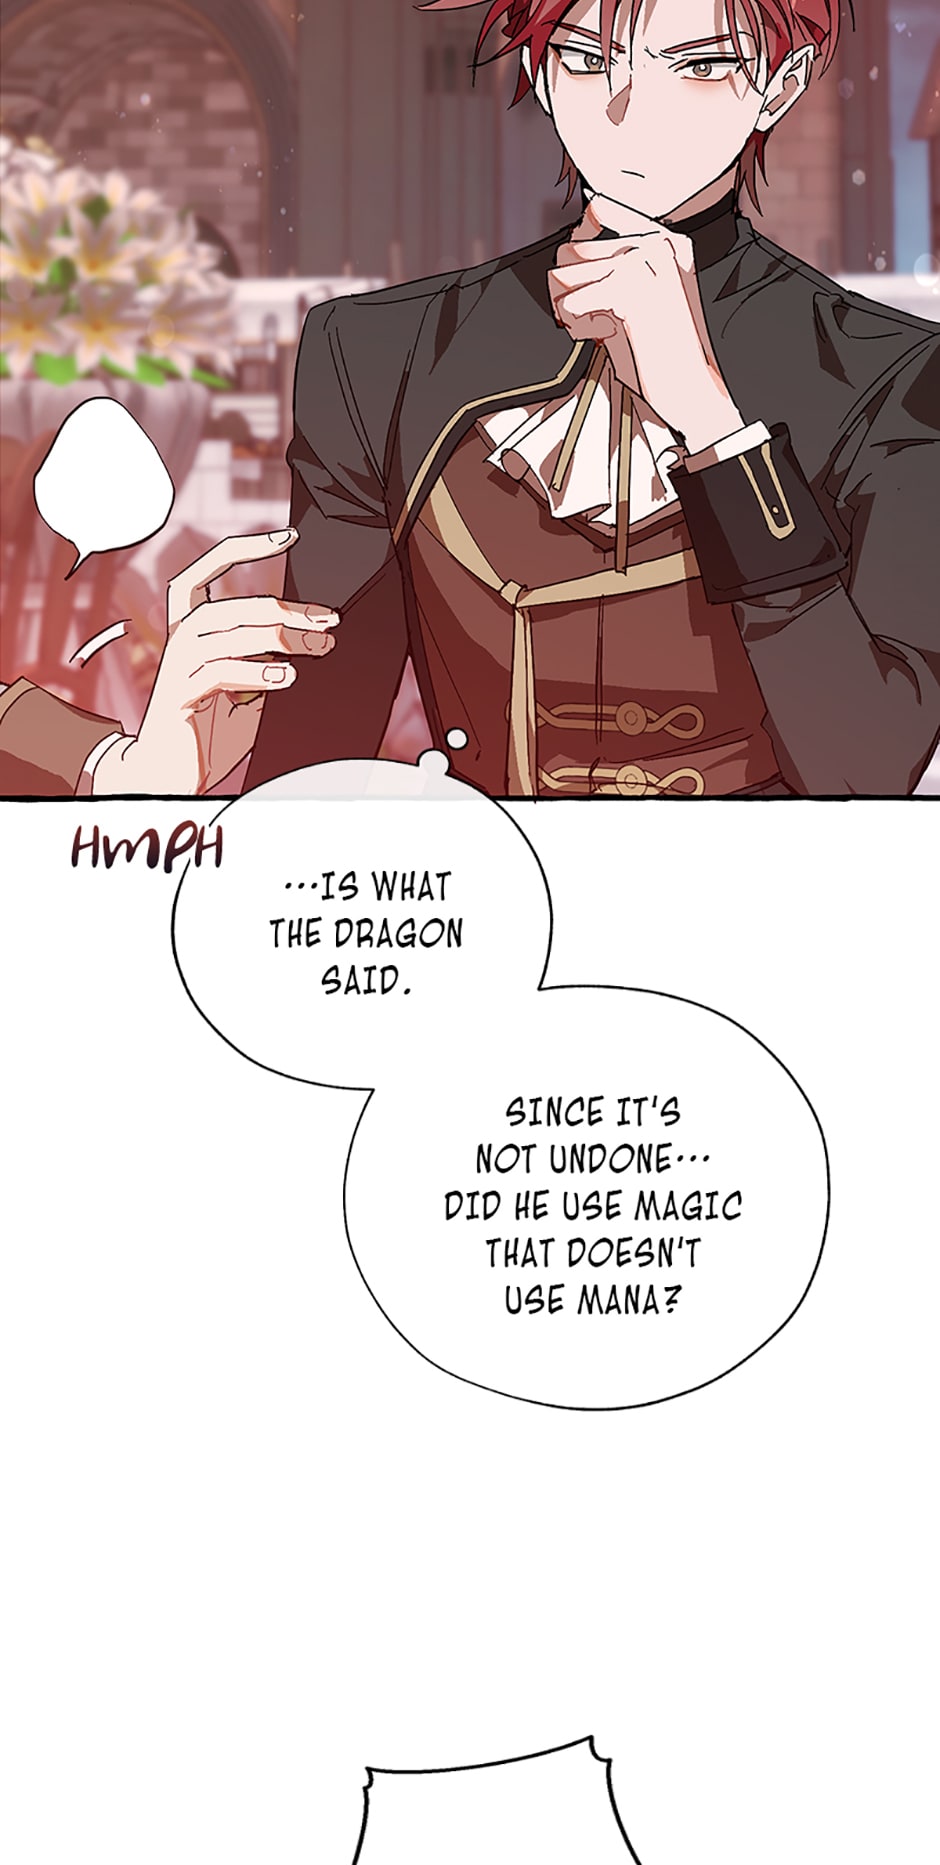 HMPH
...IS WHAT
THE DRAGON
SAID.
SINCE IT'S
NOT UNDONE...
DID HE USE MAGIC
THAT DOESN'T
USE MANA?